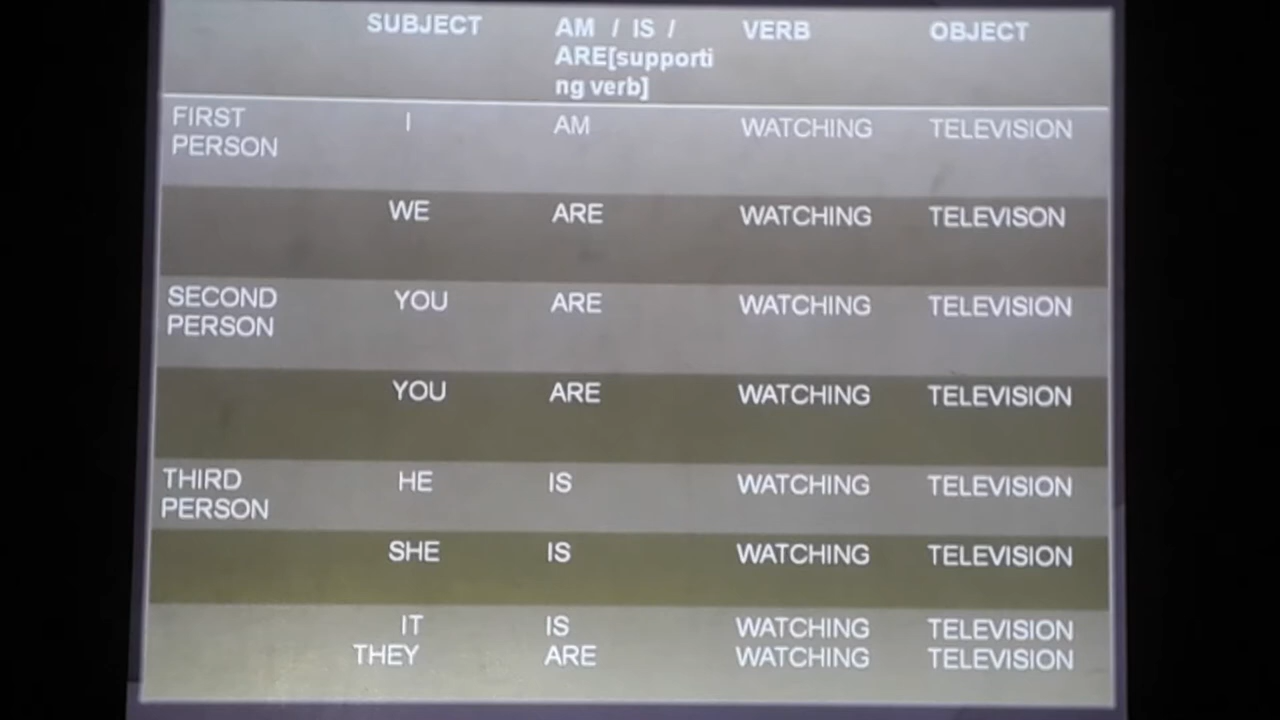 SUBJECT AM / IS / ARE[supporti ng verb] VERB OBJECT
FIRST PERSON I AM WATCHING TELEVISION
WE ARE WATCHING TELEVISON
SECOND PERSON YOU ARE WATCHING TELEVISION
YOU ARE WATCHING TELEVISION
THIRD PERSON HE IS WATCHING TELEVISION
SHE IS WATCHING TELEVISION
IT IS WATCHING TELEVISION
THEY ARE WATCHING TELEVISION